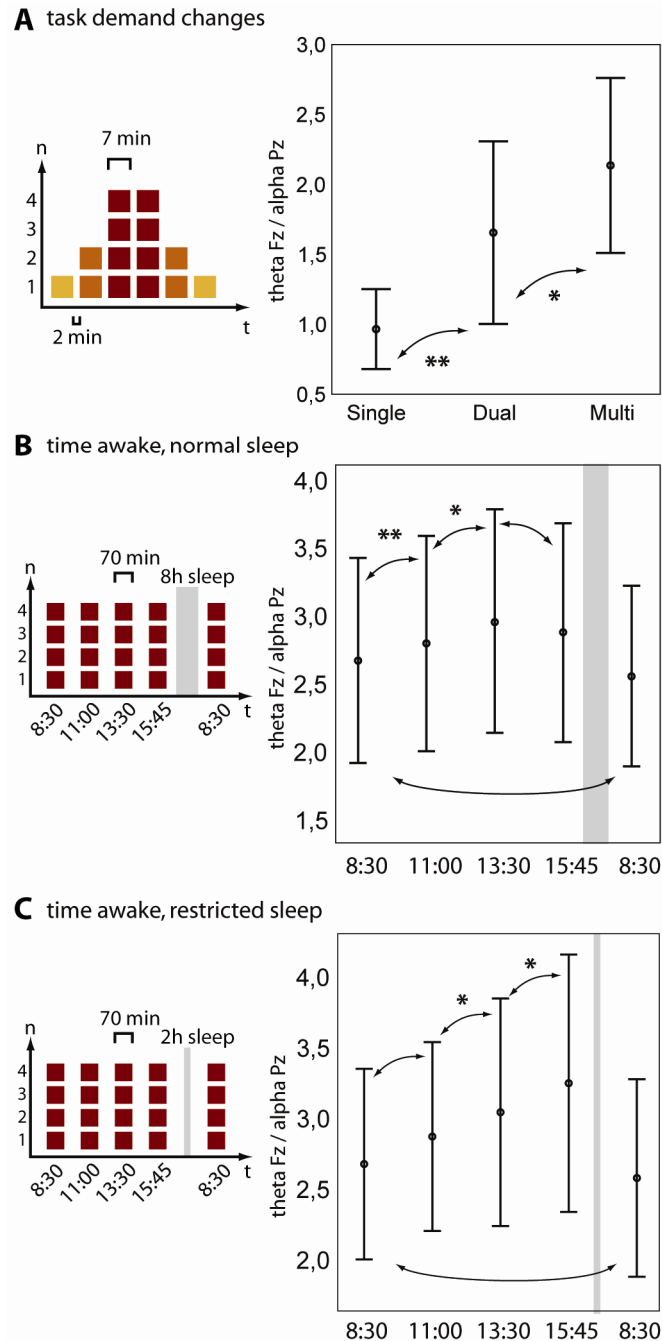 A task demand changes
7 min
n
4
3
2
1
t
2 min
theta Fz / alpha Pz
3,0
2,5
2,0
1,5
1,0
0,5
**
*
Single Dual Multi
B time awake, normal sleep
70 min
8h sleep
n
4
3
2
1
t
8:30 11:00 13:30 15:45 8:30
theta Fz / alpha Pz
4,0
3,5
3,0
2,5
2,0
1,5
**
*
8:30 11:00 13:30 15:45 8:30
C time awake, restricted sleep
70 min
2h sleep
n
4
3
2
1
t
8:30 11:00 13:30 15:45 8:30
theta Fz / alpha Pz
4,0
3,5
3,0
2,5
2,0
*
*
8:30 11:00 13:30 15:45 8:30